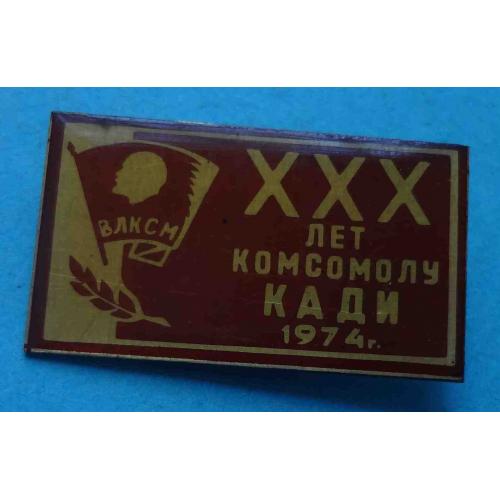 ВЛКСМ
XXX
ЛЕТ
КОМСОМОЛУ
КАДИ
1974г.